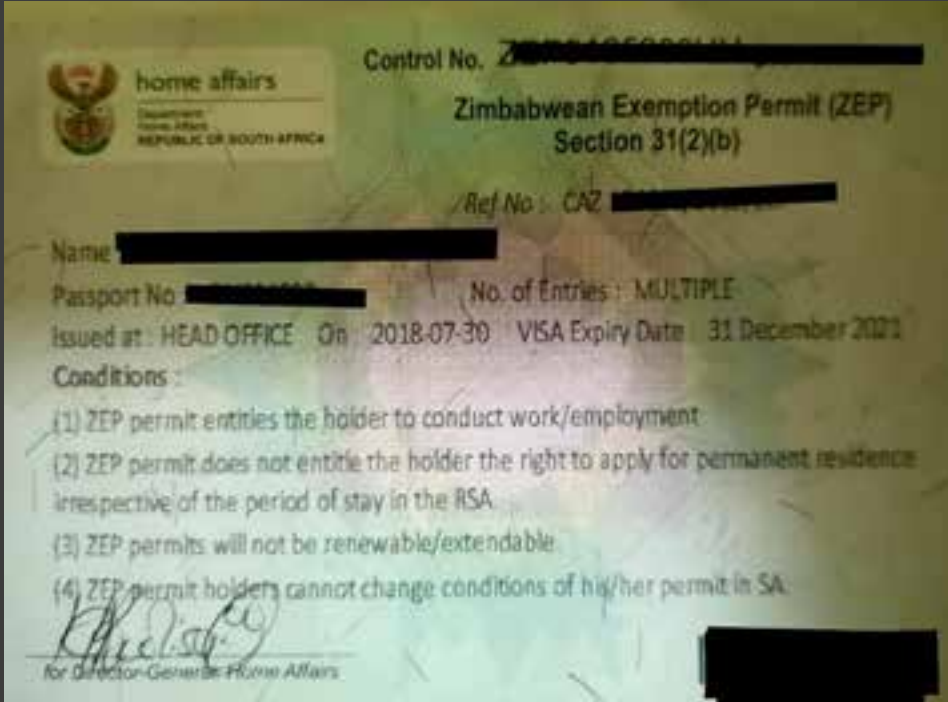 home affairs
Department:
Home Affairs
REPUBLIC OF SOUTH AFRICA
Control No.
Zimbabwean Exemption Permit (ZEP)
Section 31(2)(b)
Ref No : CAZ
Name
Passport No
No. of Entries : MULTIPLE
Issued at : HEAD OFFICE On : 2018-07-30 VISA Expiry Date : 31 December 2021
Conditions :
(1) ZEP permit entities the holder to conduct work/employment
(2) ZEP permit does not entitle the holder the right to apply for permanent residence
irrespective of the period of stay in the RSA
(3) ZEP permits will not be renewable/extendable
(4) ZEP permit holders cannot change conditions of his/her permit in SA.
for Director-General: Home Affairs